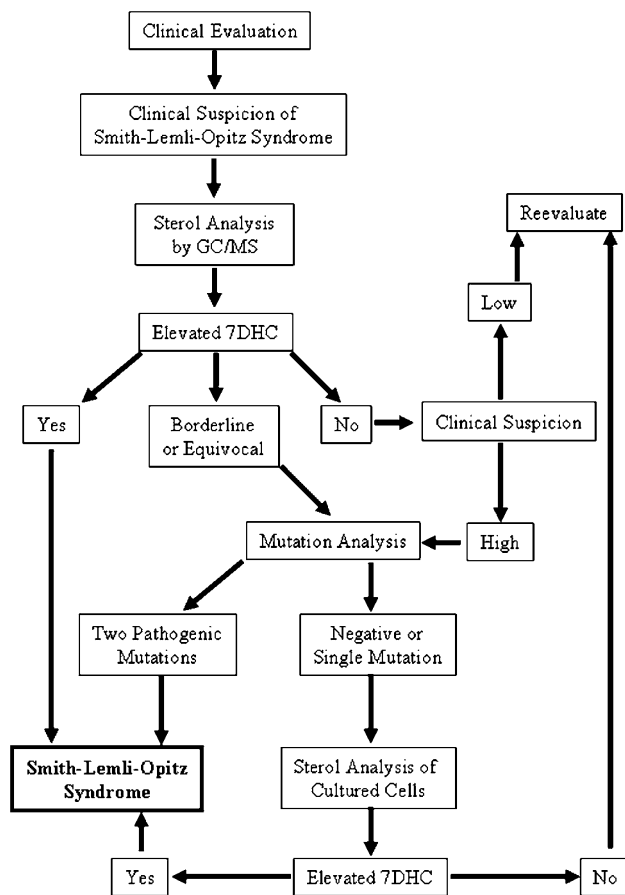 Clinical Evaluation
Clinical Suspicion of
Smith-Lemli-Opitz Syndrome
Sterol Analysis
by GC/MS
Reevaluate
Low
Elevated 7DHC
Yes
Borderline
or Equivocal
No
Clinical Suspicion
Mutation Analysis
High
Two Pathogenic
Mutations
Negative or
Single Mutation
Smith-Lemli-Opitz
Syndrome
Sterol Analysis of
Cultured Cells
Yes
Elevated 7DHC
No